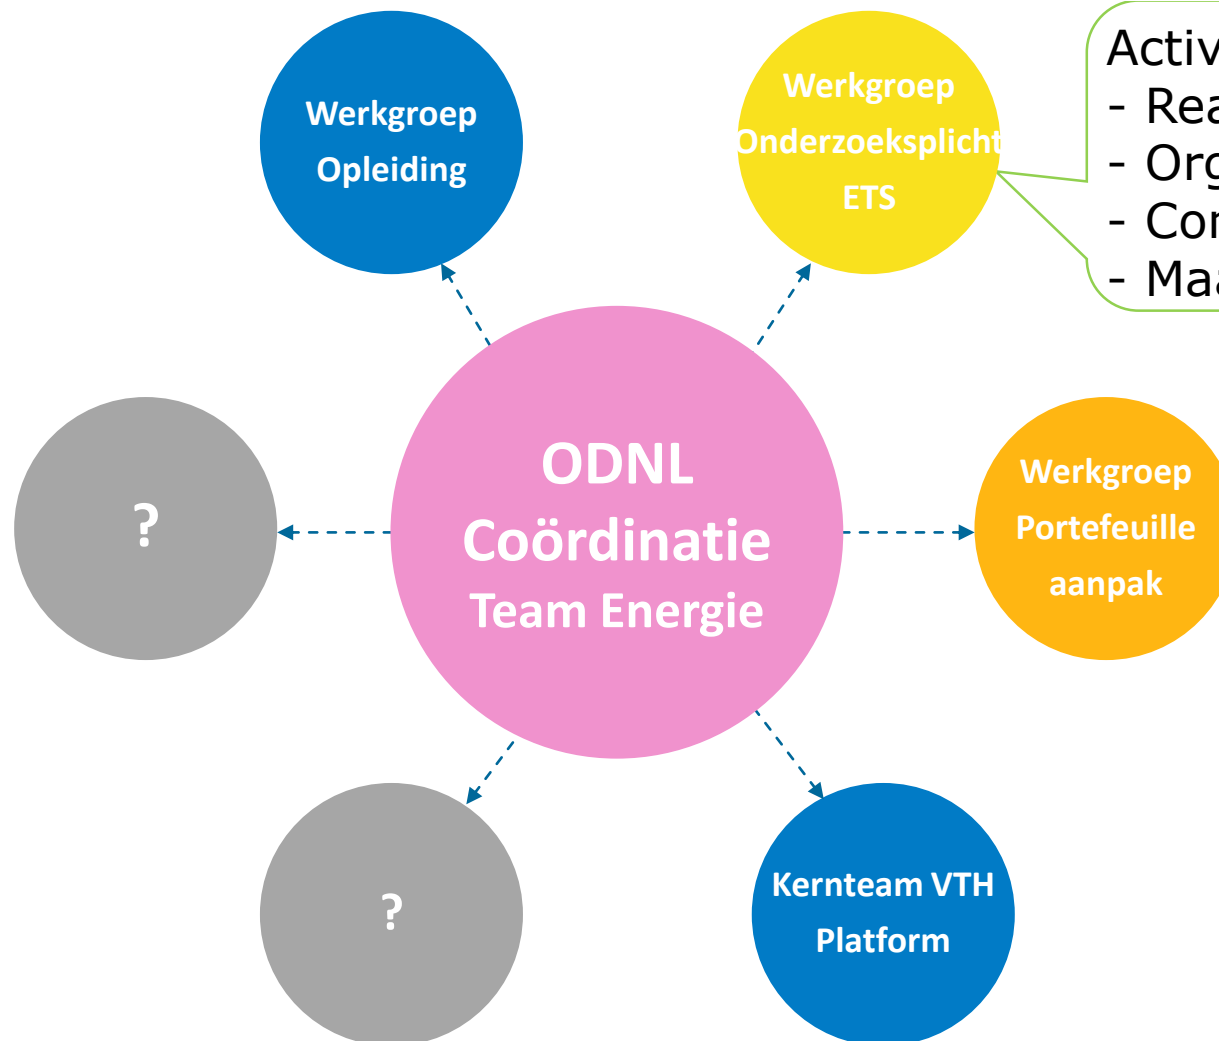 Werkgroep
Opleiding
Werkgroep
Onderzoeksplicht
ETS
-
-
-
-
?
ODNL
Coördinatie
Team Energie
Werkgroep
Portefeuille
aanpak
?
Kernteam VTH
Platform